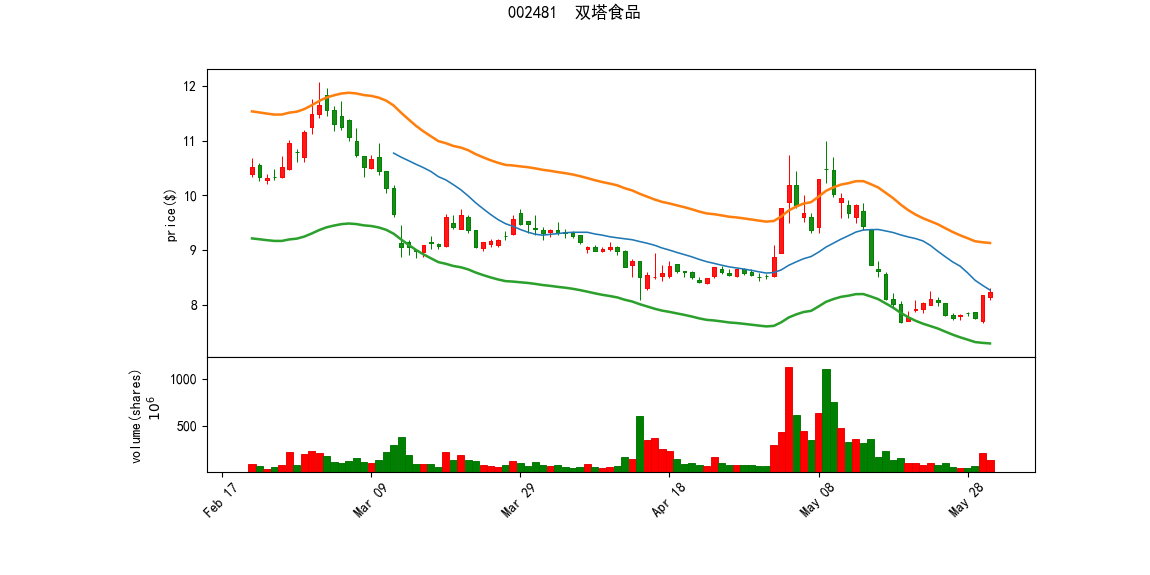 002481 双塔食品
price($)
12
11
10
9
8
volume(shares)
10^6
1000
500
Feb 17
Mar 09
Mar 29
Apr 18
May 08
May 28